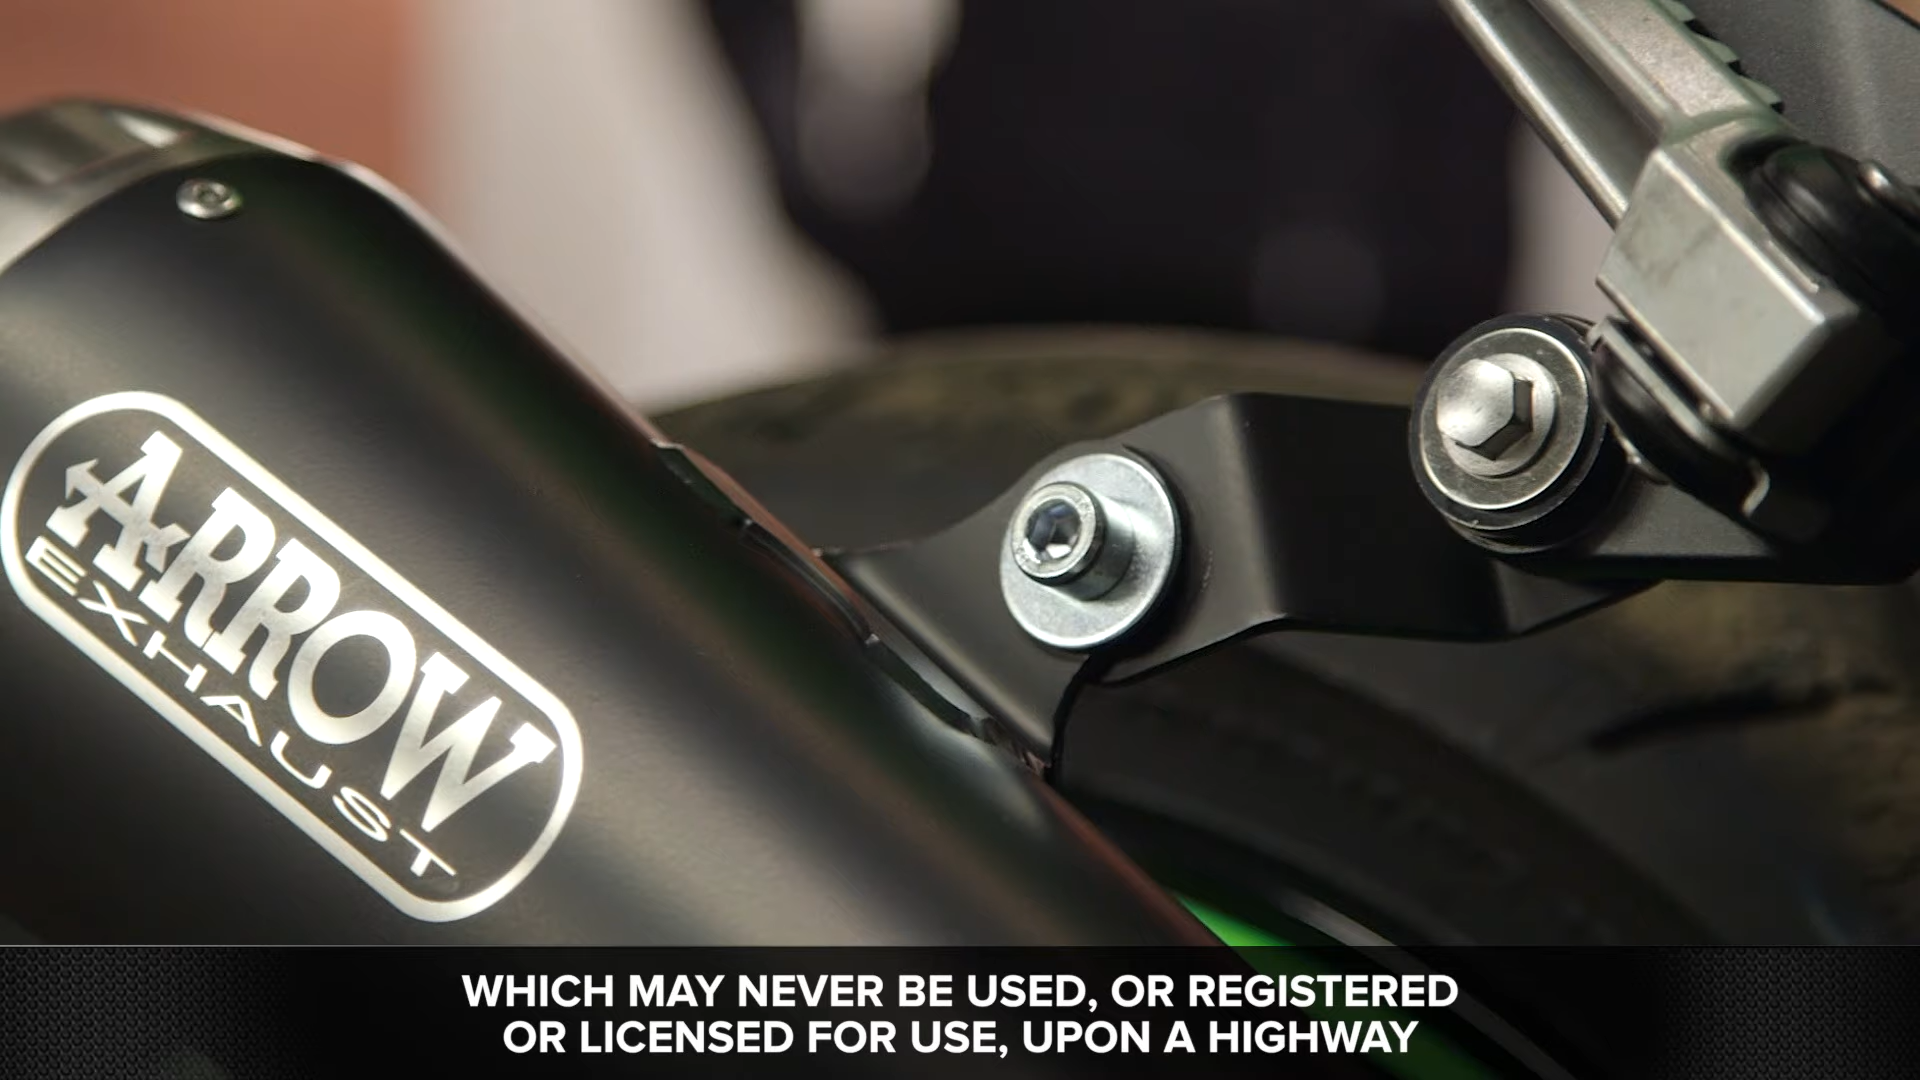 ARROW
EXHAUST
WHICH MAY NEVER BE USED, OR REGISTERED
OR LICENSED FOR USE, UPON A HIGHWAY